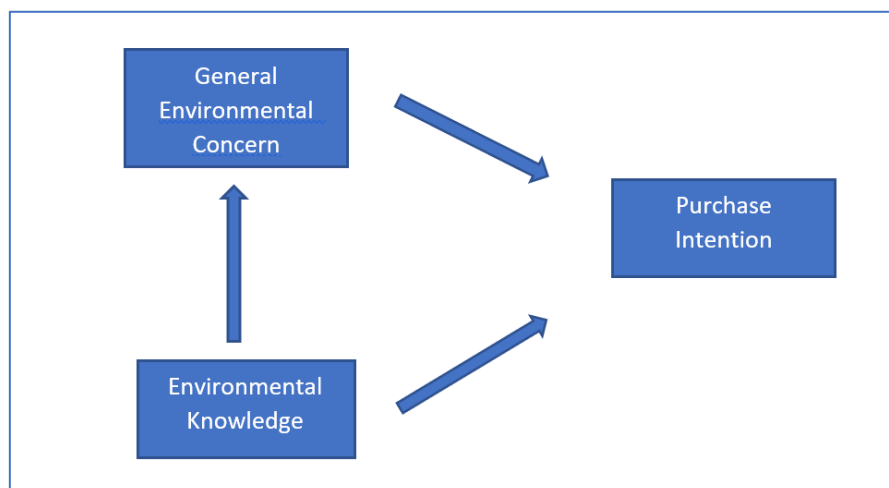 General
Environmental
Concern
Purchase
Intention
Environmental
Knowledge